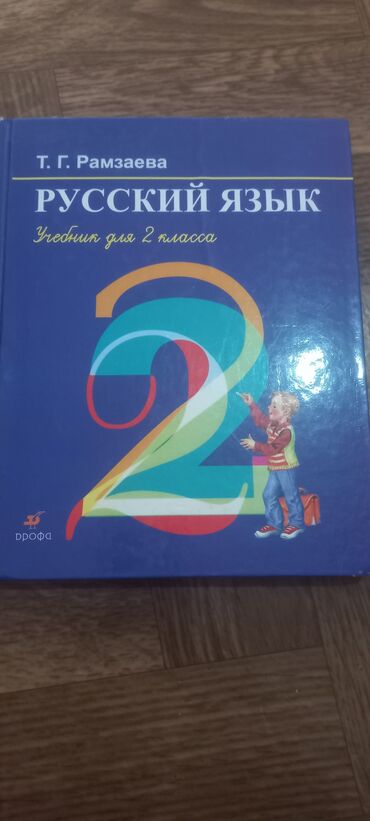 Т. Г. Рамзаева
РУССКИЙ ЯЗЫК
Учебник для 2 класса
2
дрофа